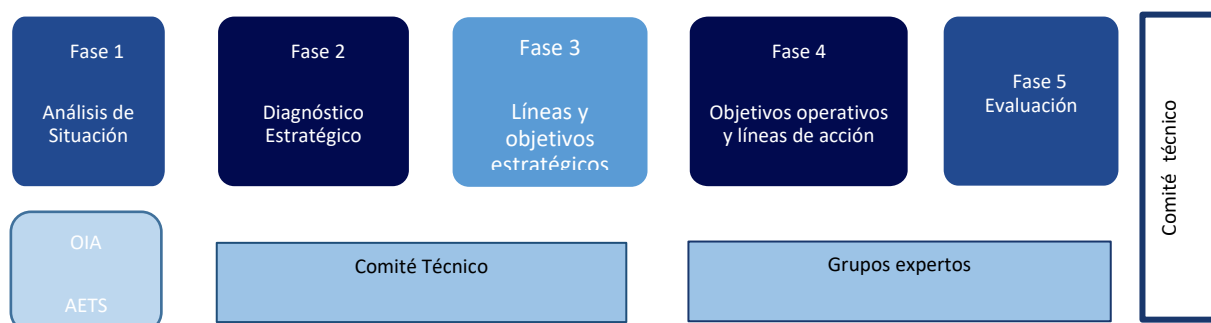 Fase 1
Análisis de
Situación
Fase 2
Diagnóstico
Estratégico
Fase 3
Líneas y
objetivos
estratégicos
Fase 4
Objetivos operativos
y líneas de acción
Fase 5
Evaluación
Comité técnico
OIA
AETS
Comité Técnico
Grupos expertos